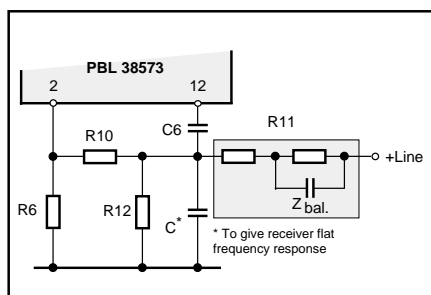 PBL 38573
2 12
R11
R10
C6
+Line
R6
R12
C*
Z bal.
* To give receiver flat
frequency response